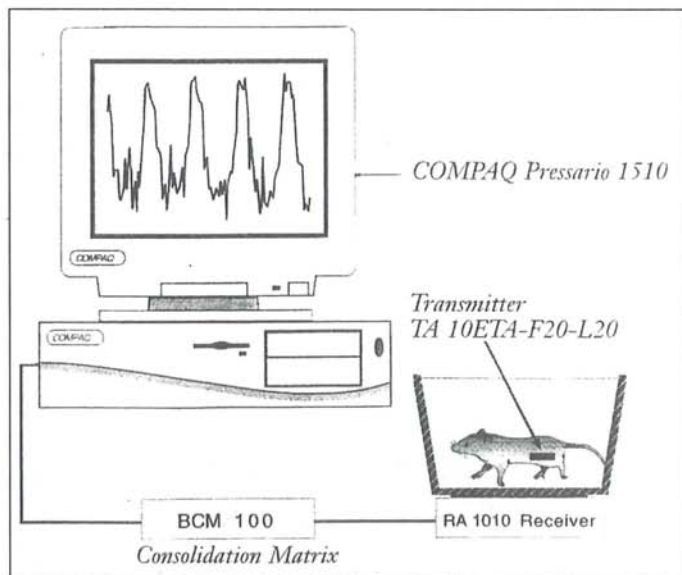 COMPAQ Pressario 1510
COMPAQ
Transmitter
TA 10ETA-F20-L20
COMPAQ
BCM 100
RA 1010 Receiver
Consolidation Matrix